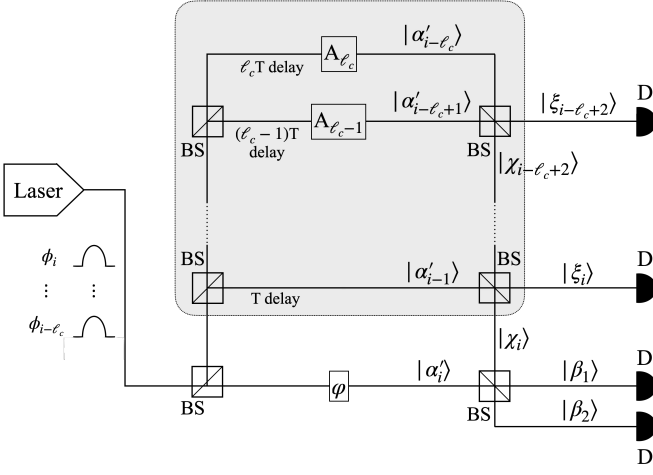 |α′_{i−ℓ_c}⟩
A_{ℓ_c}
ℓ_cT delay
D
|α′_{i−ℓ_c+1}⟩
|ξ_{i−ℓ_c+2}⟩
A_{ℓ_c−1}
BS
(ℓ_c − 1)T
delay
BS
|χ_{i−ℓ_c+2}⟩
Laser
ϕ_i
⋮ ⋮
ϕ_{i−ℓ_c}
BS
|α′_{i−1}⟩
BS
|ξ_i⟩
D
T delay
|χ_i⟩
|α′_i⟩
|β_1⟩
D
φ
BS
BS
|β_2⟩
D